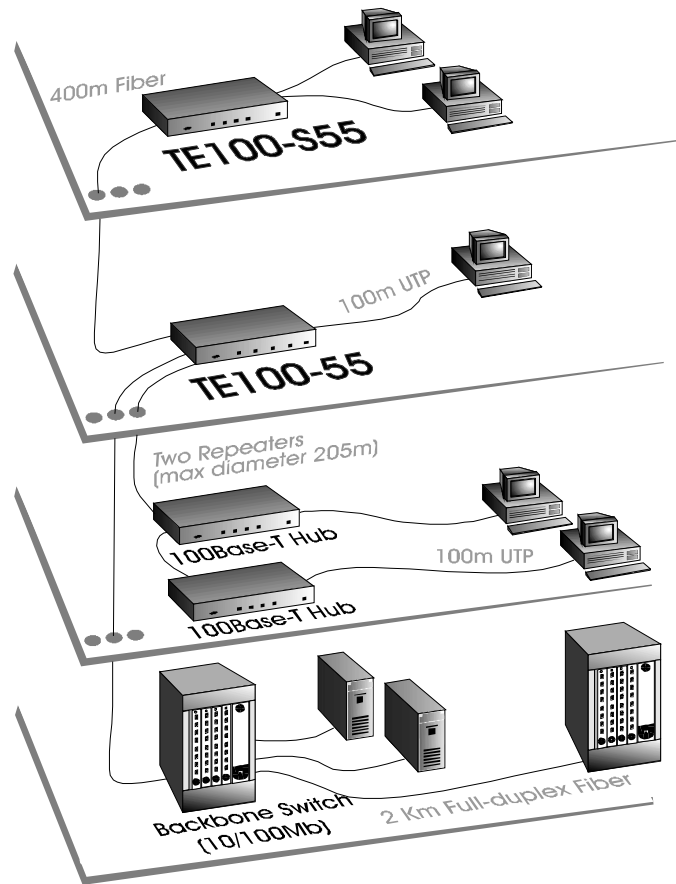 400m Fiber
TE100-S55
100m UTP
TE100-55
Two Repeaters
(max diameter 205m)
100Base-T Hub
100m UTP
100Base-T Hub
Backbone Switch
(10/100Mb)
2 Km Full-duplex Fiber